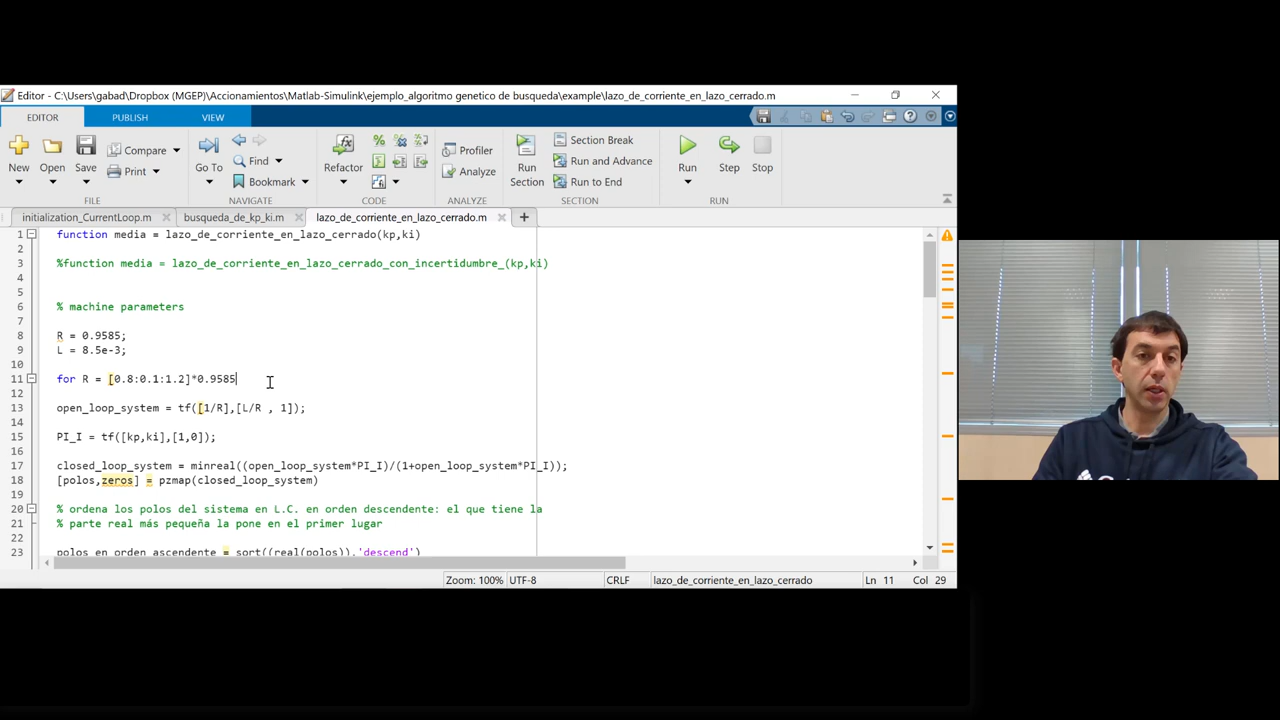 Editor - C:\Users\gabad\Dropbox (MGEP)\Accionamientos\Matlab-Simulink\ejemplo_algoritmo genetico de busqueda\example\lazo_de_corriente_en_lazo_cerrado.m
EDITOR PUBLISH VIEW
New Open Save Compare Print
Go To Find Bookmark
Refactor
Profiler Analyze
Run Section
Section Break
Run and Advance
Run to End
Run Step Stop
FILE NAVIGATE CODE ANALYZE SECTION RUN
initialization_CurrentLoop.m busqueda_de_kp_ki.m lazo_de_corriente_en_lazo_cerrado.m
1 function media = lazo_de_corriente_en_lazo_cerrado(kp,ki)
2
3 %function media = lazo_de_corriente_en_lazo_cerrado_con_incertidumbre_(kp,ki)
4
5
6 % machine parameters
7
8 R = 0.9585;
9 L = 8.5e-3;
10
11 for R = [0.8:0.1:1.2]*0.9585
12
13 open_loop_system = tf([1/R],[L/R , 1]);
14
15 PI_I = tf([kp,ki],[1,0]);
16
17 closed_loop_system = minreal((open_loop_system*PI_I)/(1+open_loop_system*PI_I));
18 [polos,zeros] = pzmap(closed_loop_system)
19
20 % ordena los polos del sistema en L.C. en orden descendente: el que tiene la
21 % parte real más pequeña la pone en el primer lugar
22
23 polos_en_orden_ascendente = sort((real(polos)),'descend')
Zoom: 100% UTF-8 CRLF lazo_de_corriente_en_lazo_cerrado Ln 11 Col 29